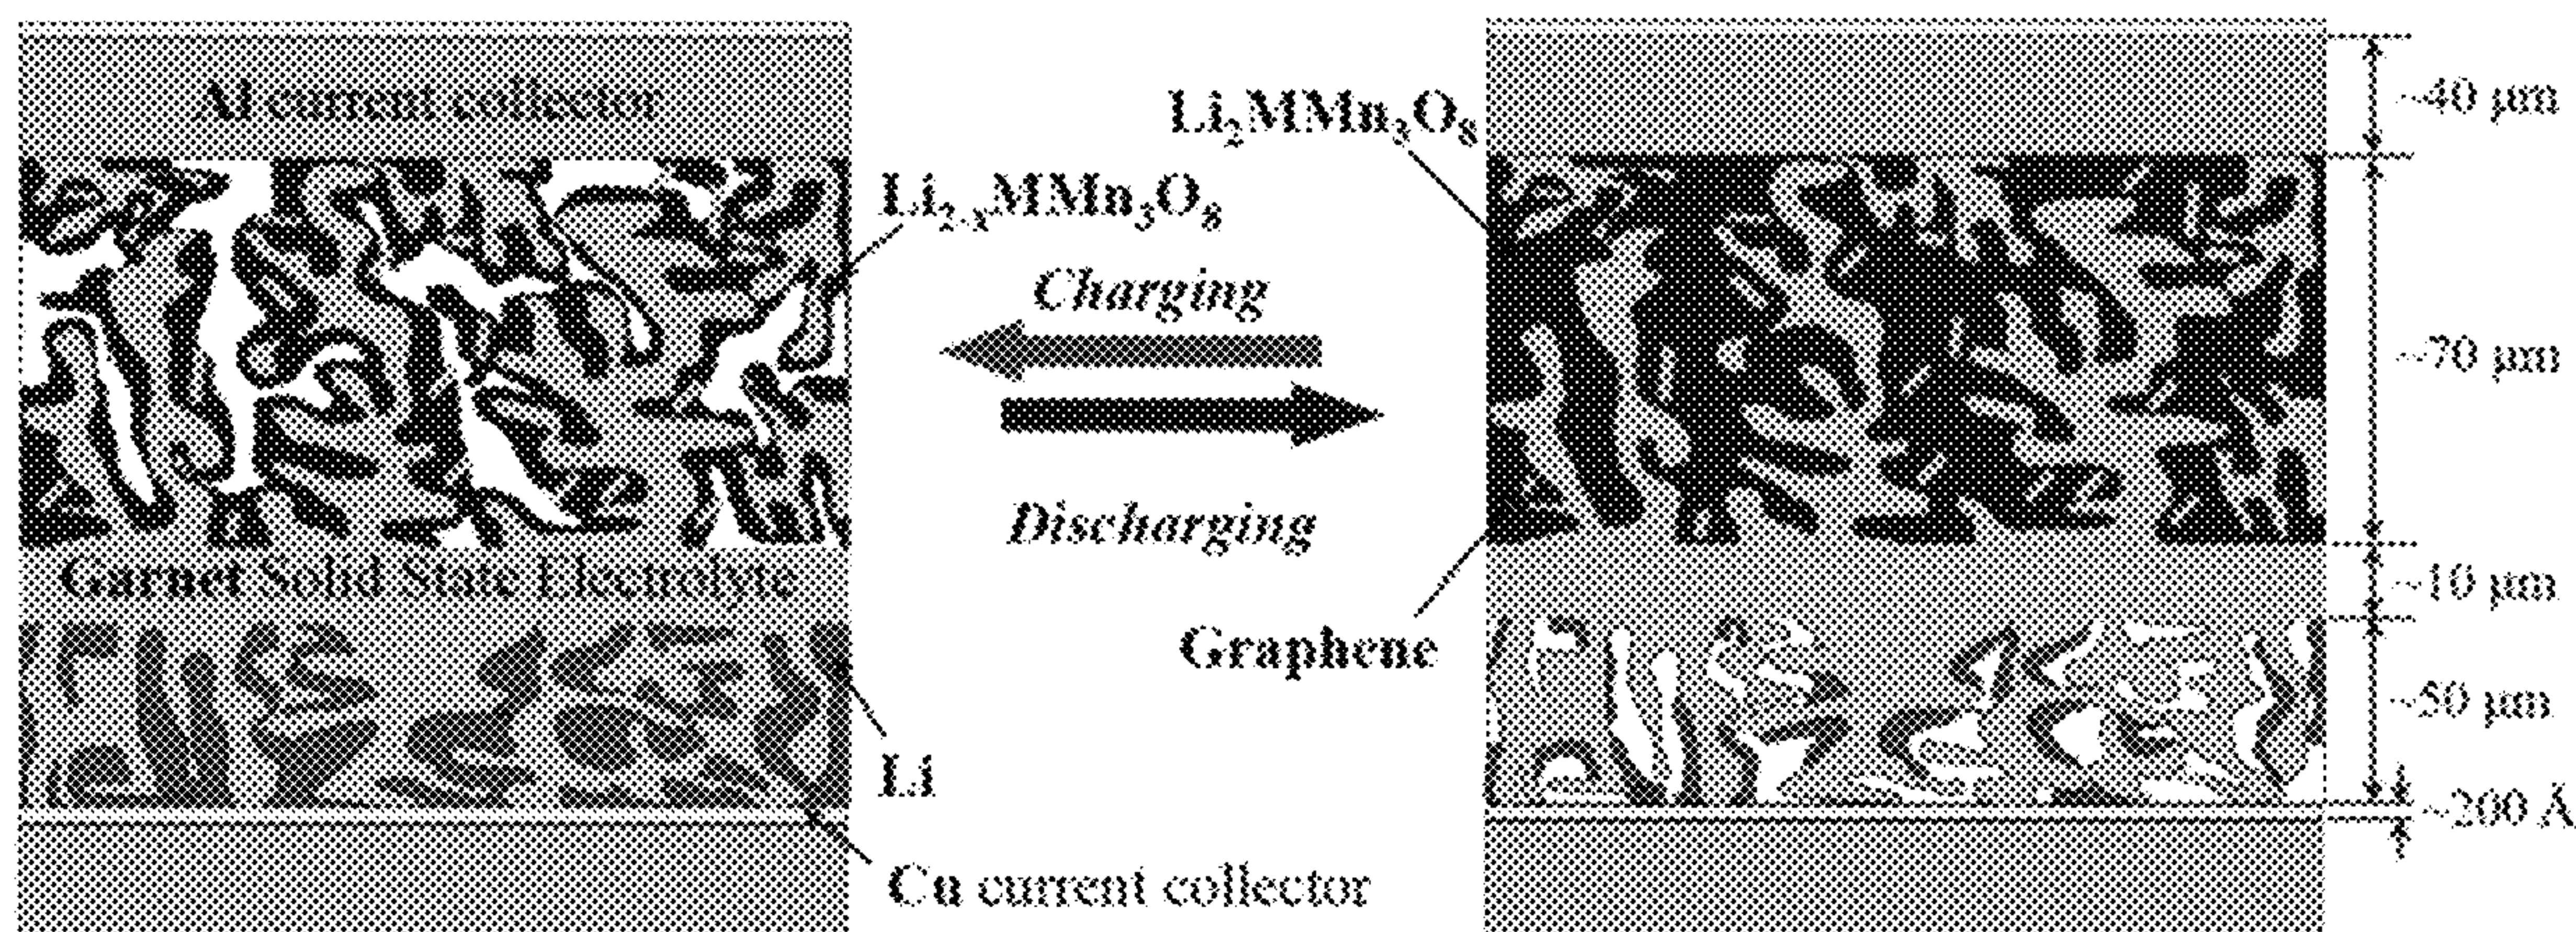 Al current collector
Li₂MMn₃O₈
~40 μm
Li₂₋ₓMMn₃O₈
Charging
~70 μm
Discharging
Garnet Solid State Electrolyte
~10 μm
Graphene
~50 μm
Li
~200 Å
Cu current collector